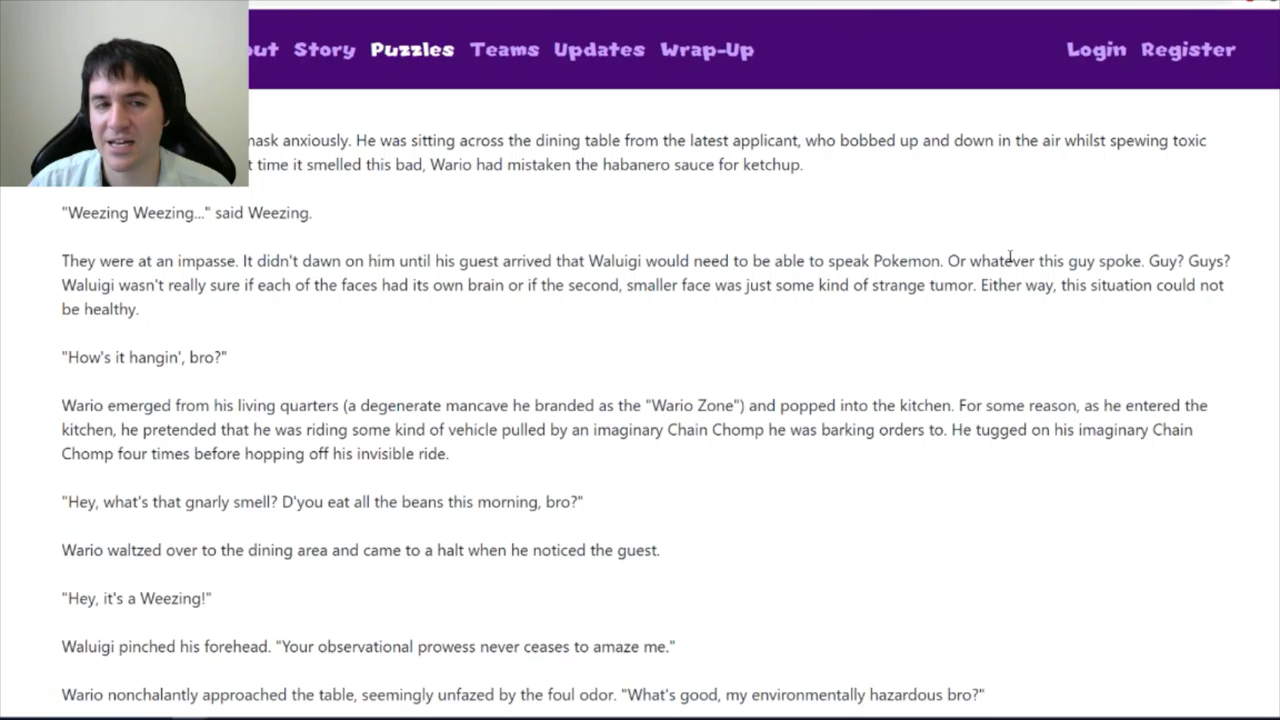 out Story Puzzles Teams Updates Wrap-Up Login Register
mask anxiously. He was sitting across the dining table from the latest applicant, who bobbed up and down in the air whilst spewing toxic
t time it smelled this bad, Wario had mistaken the habanero sauce for ketchup.
"Weezing Weezing..." said Weezing.
They were at an impasse. It didn't dawn on him until his guest arrived that Waluigi would need to be able to speak Pokemon. Or whatever this guy spoke. Guy? Guys?
Waluigi wasn't really sure if each of the faces had its own brain or if the second, smaller face was just some kind of strange tumor. Either way, this situation could not
be healthy.
"How's it hangin', bro?"
Wario emerged from his living quarters (a degenerate mancave he branded as the "Wario Zone") and popped into the kitchen. For some reason, as he entered the
kitchen, he pretended that he was riding some kind of vehicle pulled by an imaginary Chain Chomp he was barking orders to. He tugged on his imaginary Chain
Chomp four times before hopping off his invisible ride.
"Hey, what's that gnarly smell? D'you eat all the beans this morning, bro?"
Wario waltzed over to the dining area and came to a halt when he noticed the guest.
"Hey, it's a Weezing!"
Waluigi pinched his forehead. "Your observational prowess never ceases to amaze me."
Wario nonchalantly approached the table, seemingly unfazed by the foul odor. "What's good, my environmentally hazardous bro?"